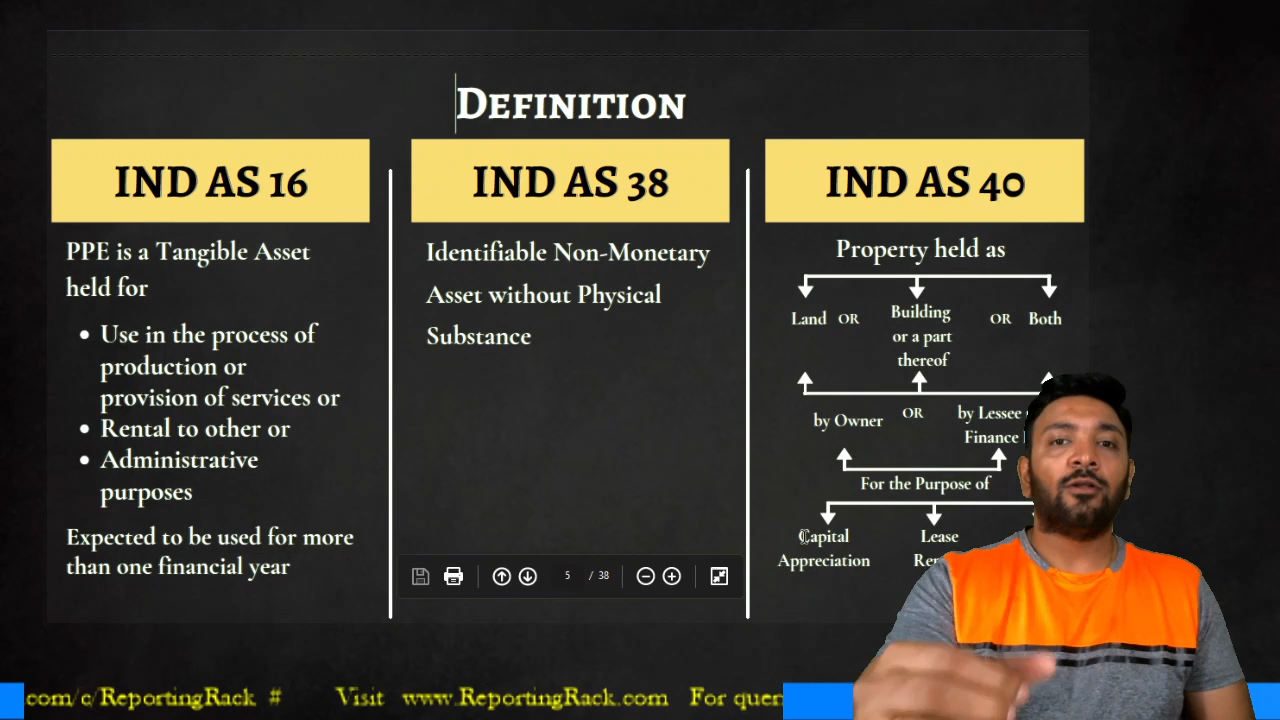 DEFINITION
IND AS 16
PPE is a Tangible Asset
held for
• Use in the process of
production or
provision of services or
• Rental to other or
• Administrative
purposes
Expected to be used for more
than one financial year
IND AS 38
Identifiable Non-Monetary
Asset without Physical
Substance
5 / 38
IND AS 40
Property held as
Land OR Building OR Both
or a part
thereof
by Owner OR by Lessee
Finance
For the Purpose of
Capital Lease
Appreciation
com/c/ReportingRack # Visit www.ReportingRack.com For